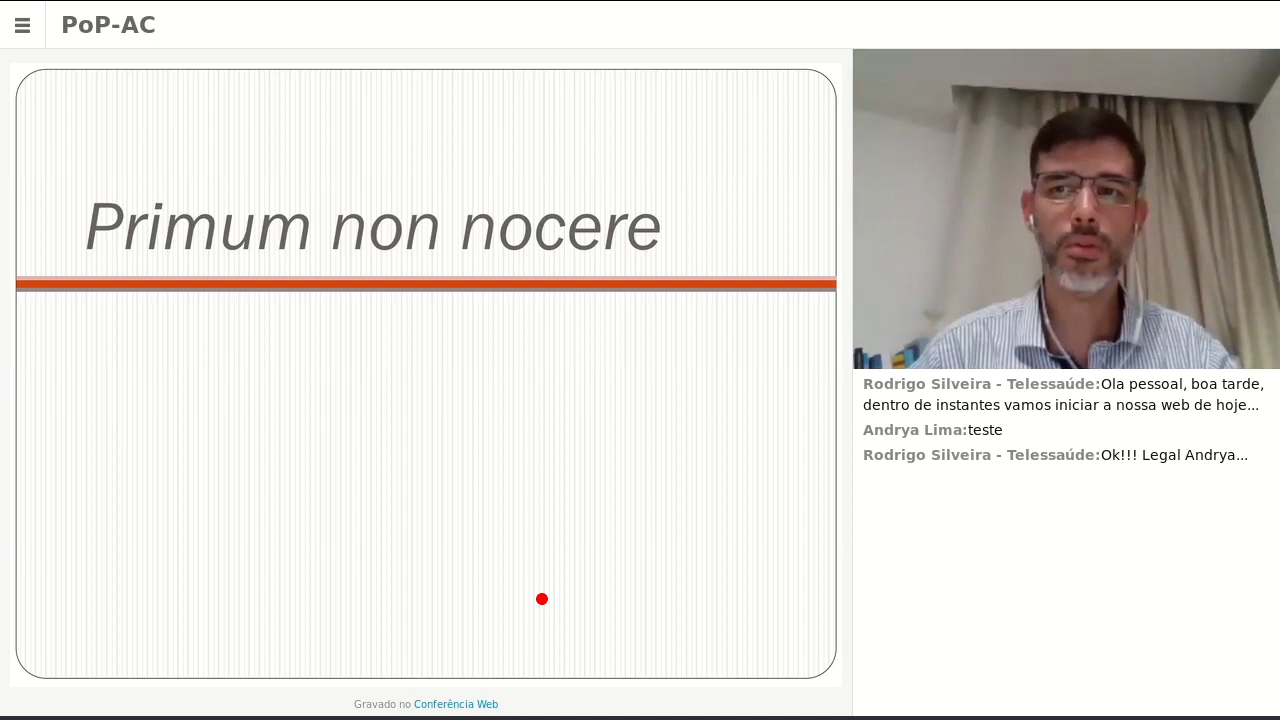 PoP-AC
Primum non nocere
Rodrigo Silveira - Telessaúde:Ola pessoal, boa tarde,
dentro de instantes vamos iniciar a nossa web de hoje...
Andrya Lima:teste
Rodrigo Silveira - Telessaúde:Ok!!! Legal Andrya...
Gravado no Conferência Web